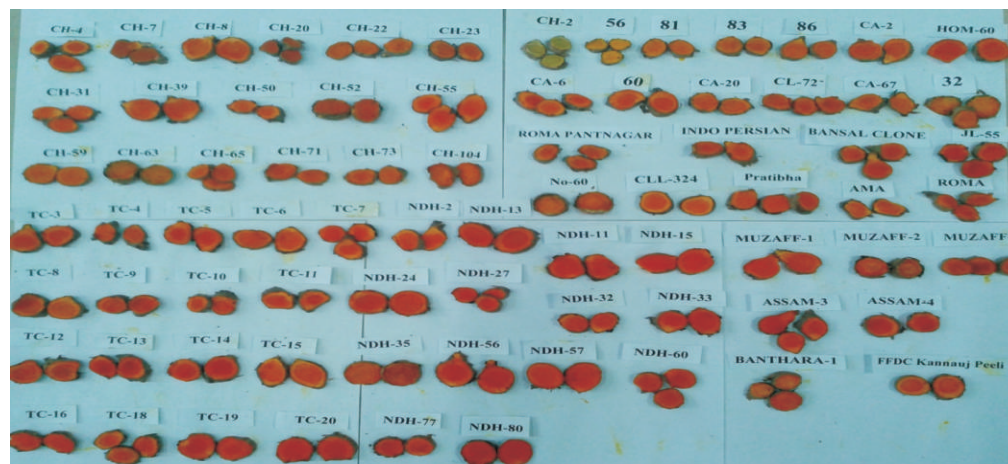 CH-4 CH-7 CH-8 CH-20 CH-22 CH-23
CH-31 CH-39 CH-50 CH-52 CH-55
CH-59 CH-63 CH-65 CH-71 CH-73 CH-104
CH-2 56 81 83 86 CA-2 HOM-60
CA-6 60 CA-20 CL-72 CA-67 32
ROMA PANTNAGAR INDO PERSIAN BANSAL CLONE JL-55
No-60 CLL-324 Pratibha AMA ROMA
TC-3 TC-4 TC-5 TC-6 TC-7 NDH-2 NDH-13
TC-8 TC-9 TC-10 TC-11 NDH-24 NDH-27
TC-12 TC-13 TC-14 TC-15 NDH-35 NDH-56 NDH-57 NDH-60
TC-16 TC-18 TC-19 TC-20 NDH-77 NDH-80
NDH-11 NDH-15 MUZAFF-1 MUZAFF-2 MUZAFF
NDH-32 NDH-33 ASSAM-3 ASSAM-4
BANTHARA-1 FFDC Kannauj Peeli